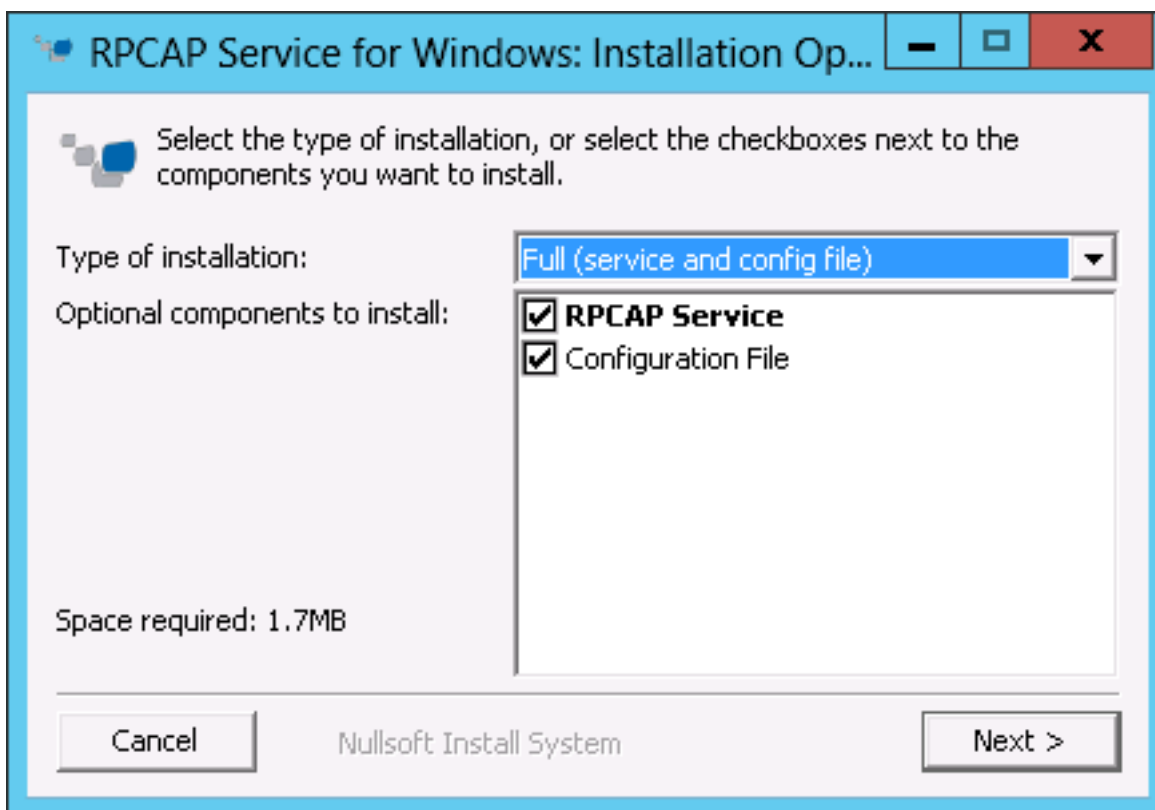 RPCAP Service for Windows: Installation Op...
Select the type of installation, or select the checkboxes next to the
components you want to install.
Type of installation:
Full (service and config file)
Optional components to install:
RPCAP Service
Configuration File
Space required: 1.7MB
Cancel
Nullsoft Install System
Next >